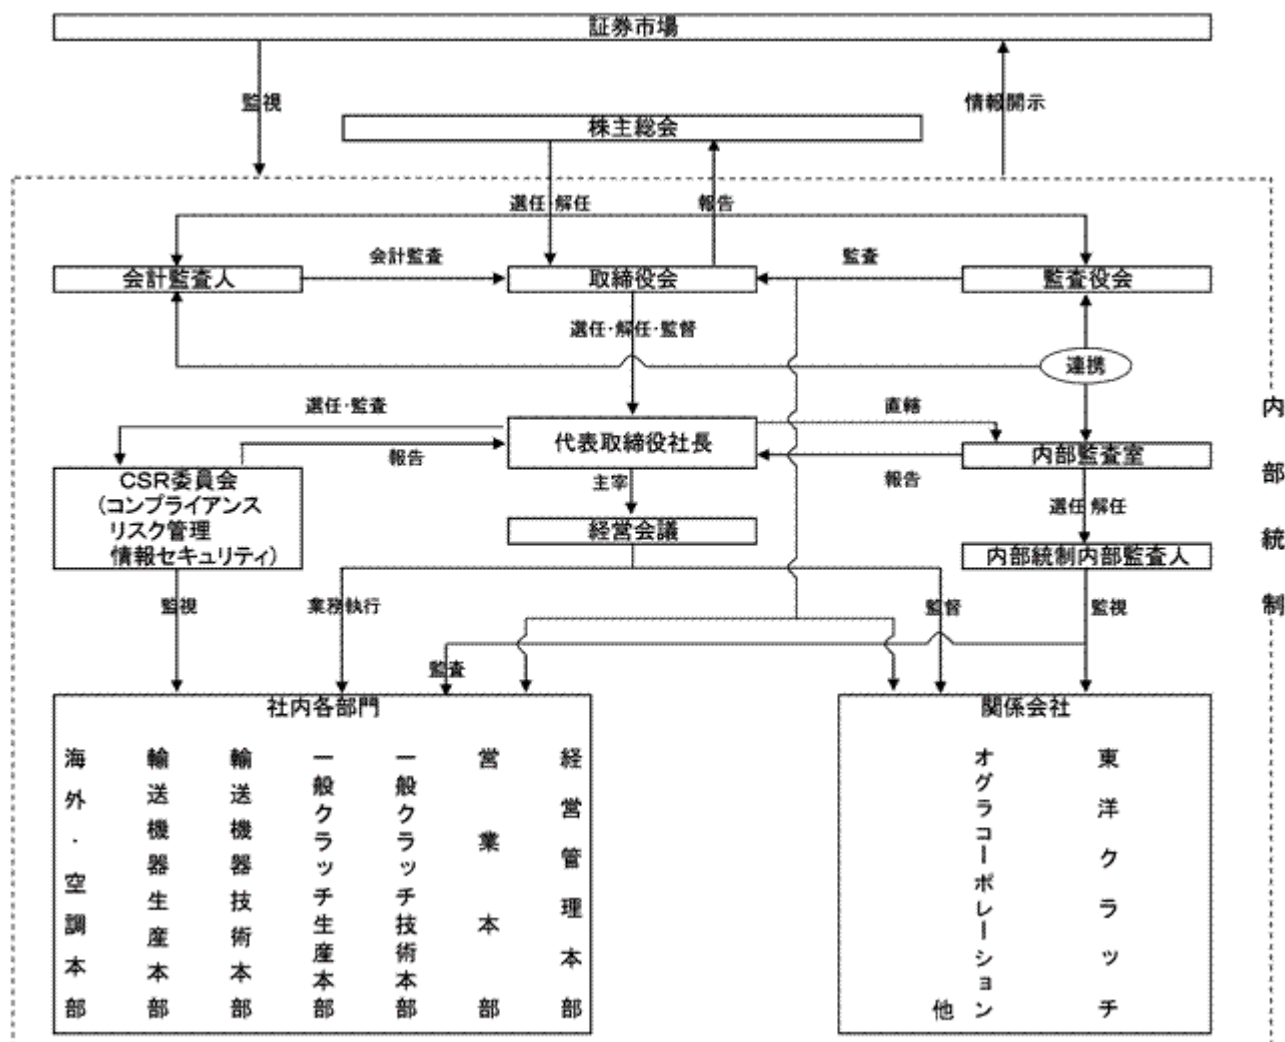 証券市場
監視
情報開示
株主総会
選任・解任
報告
会計監査
監査
会計監査人
取締役会
監査役会
選任・解任・監督
連携
選任・監査
直轄
代表取締役社長
報告
内部監査室
報告
CSR委員会
(コンプライアンス
リスク管理
情報セキュリティ)
主宰
経営会議
選任 解任
内部統制内部監査人
監視
業務執行
監督
監視
監査
内部統制
社内各部門
海外・空調本部
輸送機器生産本部
輸送機器技術本部
一般クラッチ生産本部
一般クラッチ技術本部
営業本部
経営管理本部
関係会社
東洋クラッチ
オグラコーポレーション
他